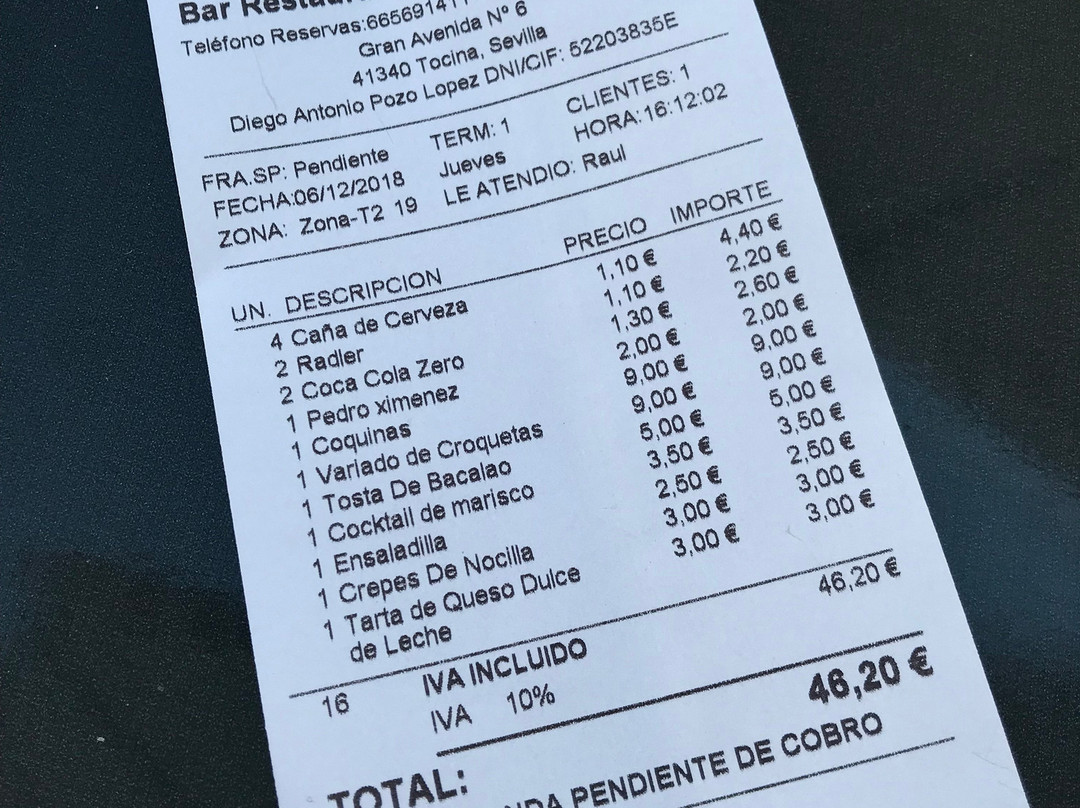 Bar
Teléfono Reservas:66569141
Gran Avenida Nº 6
41340 Tocina, Sevilla
Diego Antonio Pozo Lopez DNI/CIF: 52203835E
FRA.SP: Pendiente TERM: 1 CLIENTES: 1
FECHA:06/12/2018 Jueves HORA:16:12:02
ZONA: Zona-T2 19 LE ATENDIO: Raul
UN. DESCRIPCION PRECIO IMPORTE
4 Caña de Cerveza 1,10 € 4,40 €
2 Radler 1,10 € 2,20 €
2 Coca Cola Zero 1,30 € 2,60 €
1 Pedro ximenez 2,00 € 2,00 €
1 Coquinas 9,00 € 9,00 €
1 Variado de Croquetas 9,00 € 9,00 €
1 Tosta De Bacalao 5,00 € 5,00 €
1 Cocktail de marisco 3,50 € 3,50 €
1 Ensaladilla 2,50 € 2,50 €
1 Crepes De Nocilla 3,00 € 3,00 €
1 Tarta de Queso Dulce 3,00 € 3,00 €
de Leche
16 IVA INCLUIDO 46,20 €
IVA 10%
TOTAL: 46,20 €
PENDIENTE DE COBRO